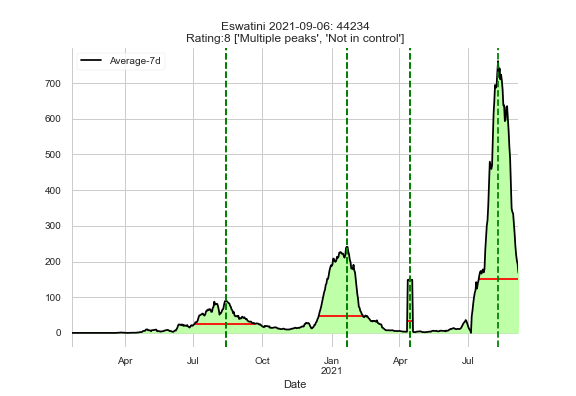 Eswatini 2021-09-06: 44234
Rating:8 ['Multiple peaks', 'Not in control']
Average-7d
700
600
500
400
300
200
100
0
Apr
Jul
Oct
Jan
2021
Apr
Jul
Date